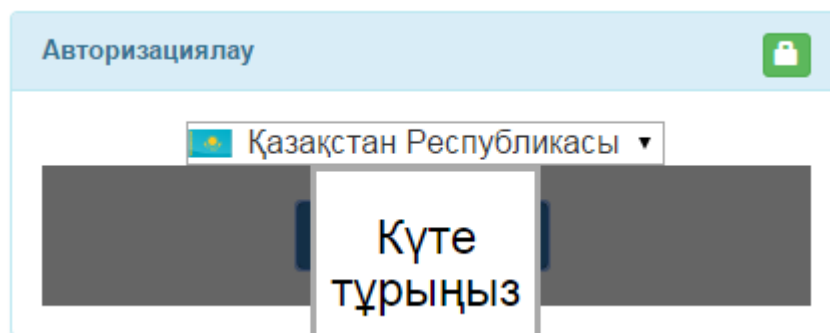 Авторизациялау
Қазақстан Республикасы
Күте
тұрыңыз